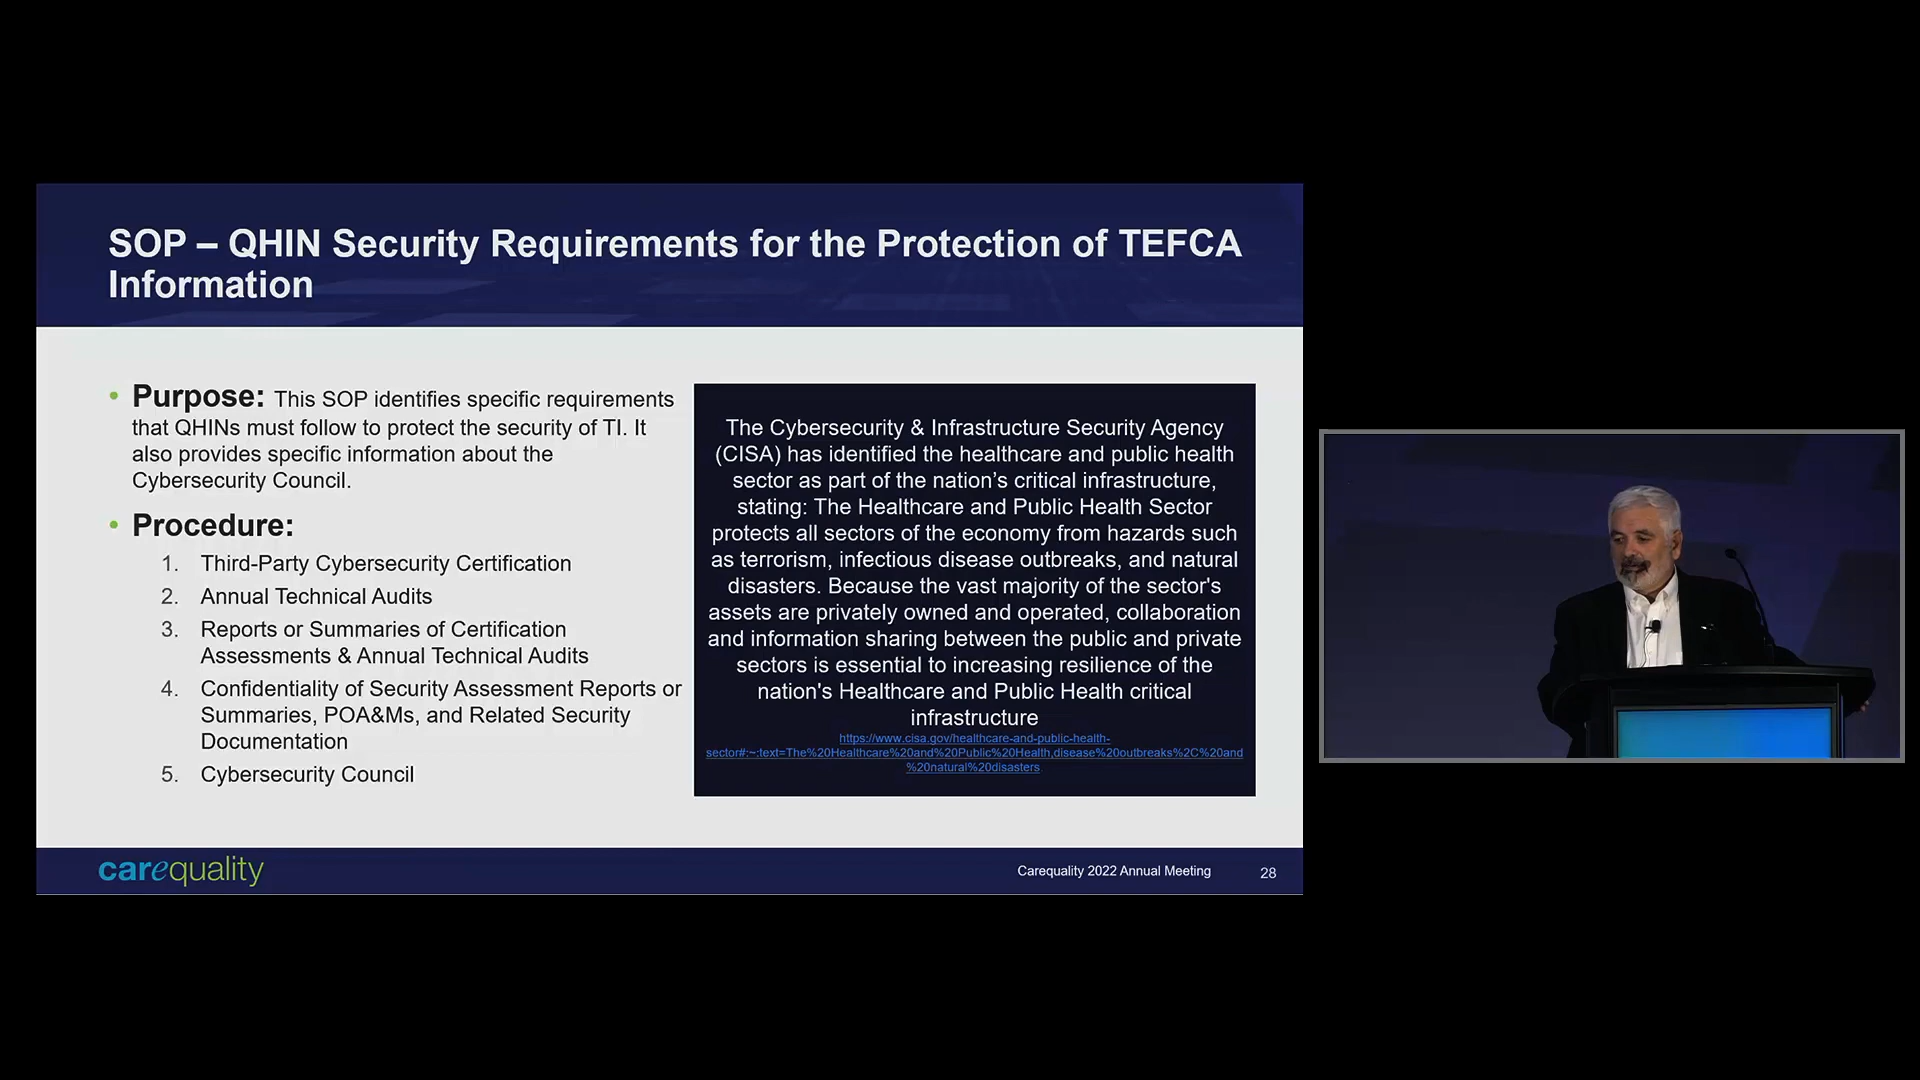 SOP – QHIN Security Requirements for the Protection of TEFCA
Information
• Purpose: This SOP identifies specific requirements
that QHINs must follow to protect the security of TI. It
also provides specific information about the
Cybersecurity Council.
• Procedure:
1. Third-Party Cybersecurity Certification
2. Annual Technical Audits
3. Reports or Summaries of Certification
Assessments & Annual Technical Audits
4. Confidentiality of Security Assessment Reports or
Summaries, POA&Ms, and Related Security
Documentation
5. Cybersecurity Council
The Cybersecurity & Infrastructure Security Agency
(CISA) has identified the healthcare and public health
sector as part of the nation’s critical infrastructure,
stating: The Healthcare and Public Health Sector
protects all sectors of the economy from hazards such
as terrorism, infectious disease outbreaks, and natural
disasters. Because the vast majority of the sector's
assets are privately owned and operated, collaboration
and information sharing between the public and private
sectors is essential to increasing resilience of the
nation's Healthcare and Public Health critical
infrastructure
https://www.cisa.gov/healthcare-and-public-health-
sector#:~:text=The%20Healthcare%20and%20Public%20Health,disease%20outbreaks%2C%20and
%20natural%20disasters
carequality
Carequality 2022 Annual Meeting
28